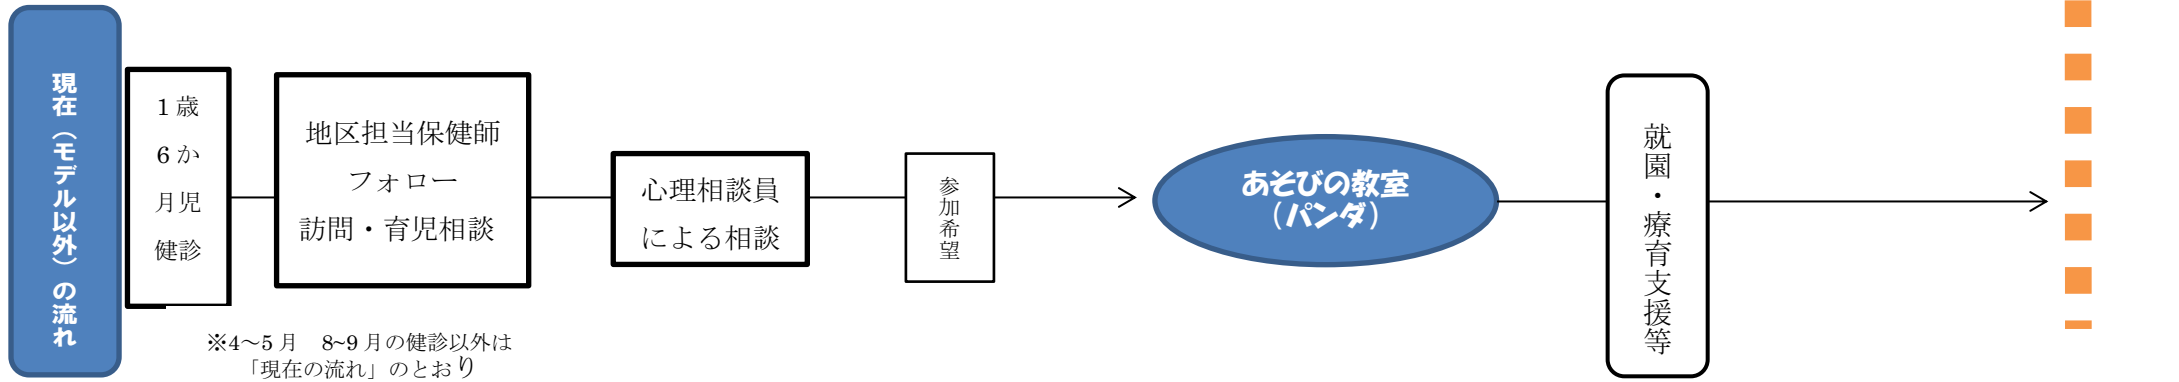 現在（モデル以外）の流れ
１歳
６か
月児
健診
地区担当保健師
フォロー
訪問・育児相談
心理相談員
による相談
参加希望
あそびの教室
（パンダ）
就園・療育支援等
※4～5月　8~9月の健診以外は
「現在の流れ」のとおり